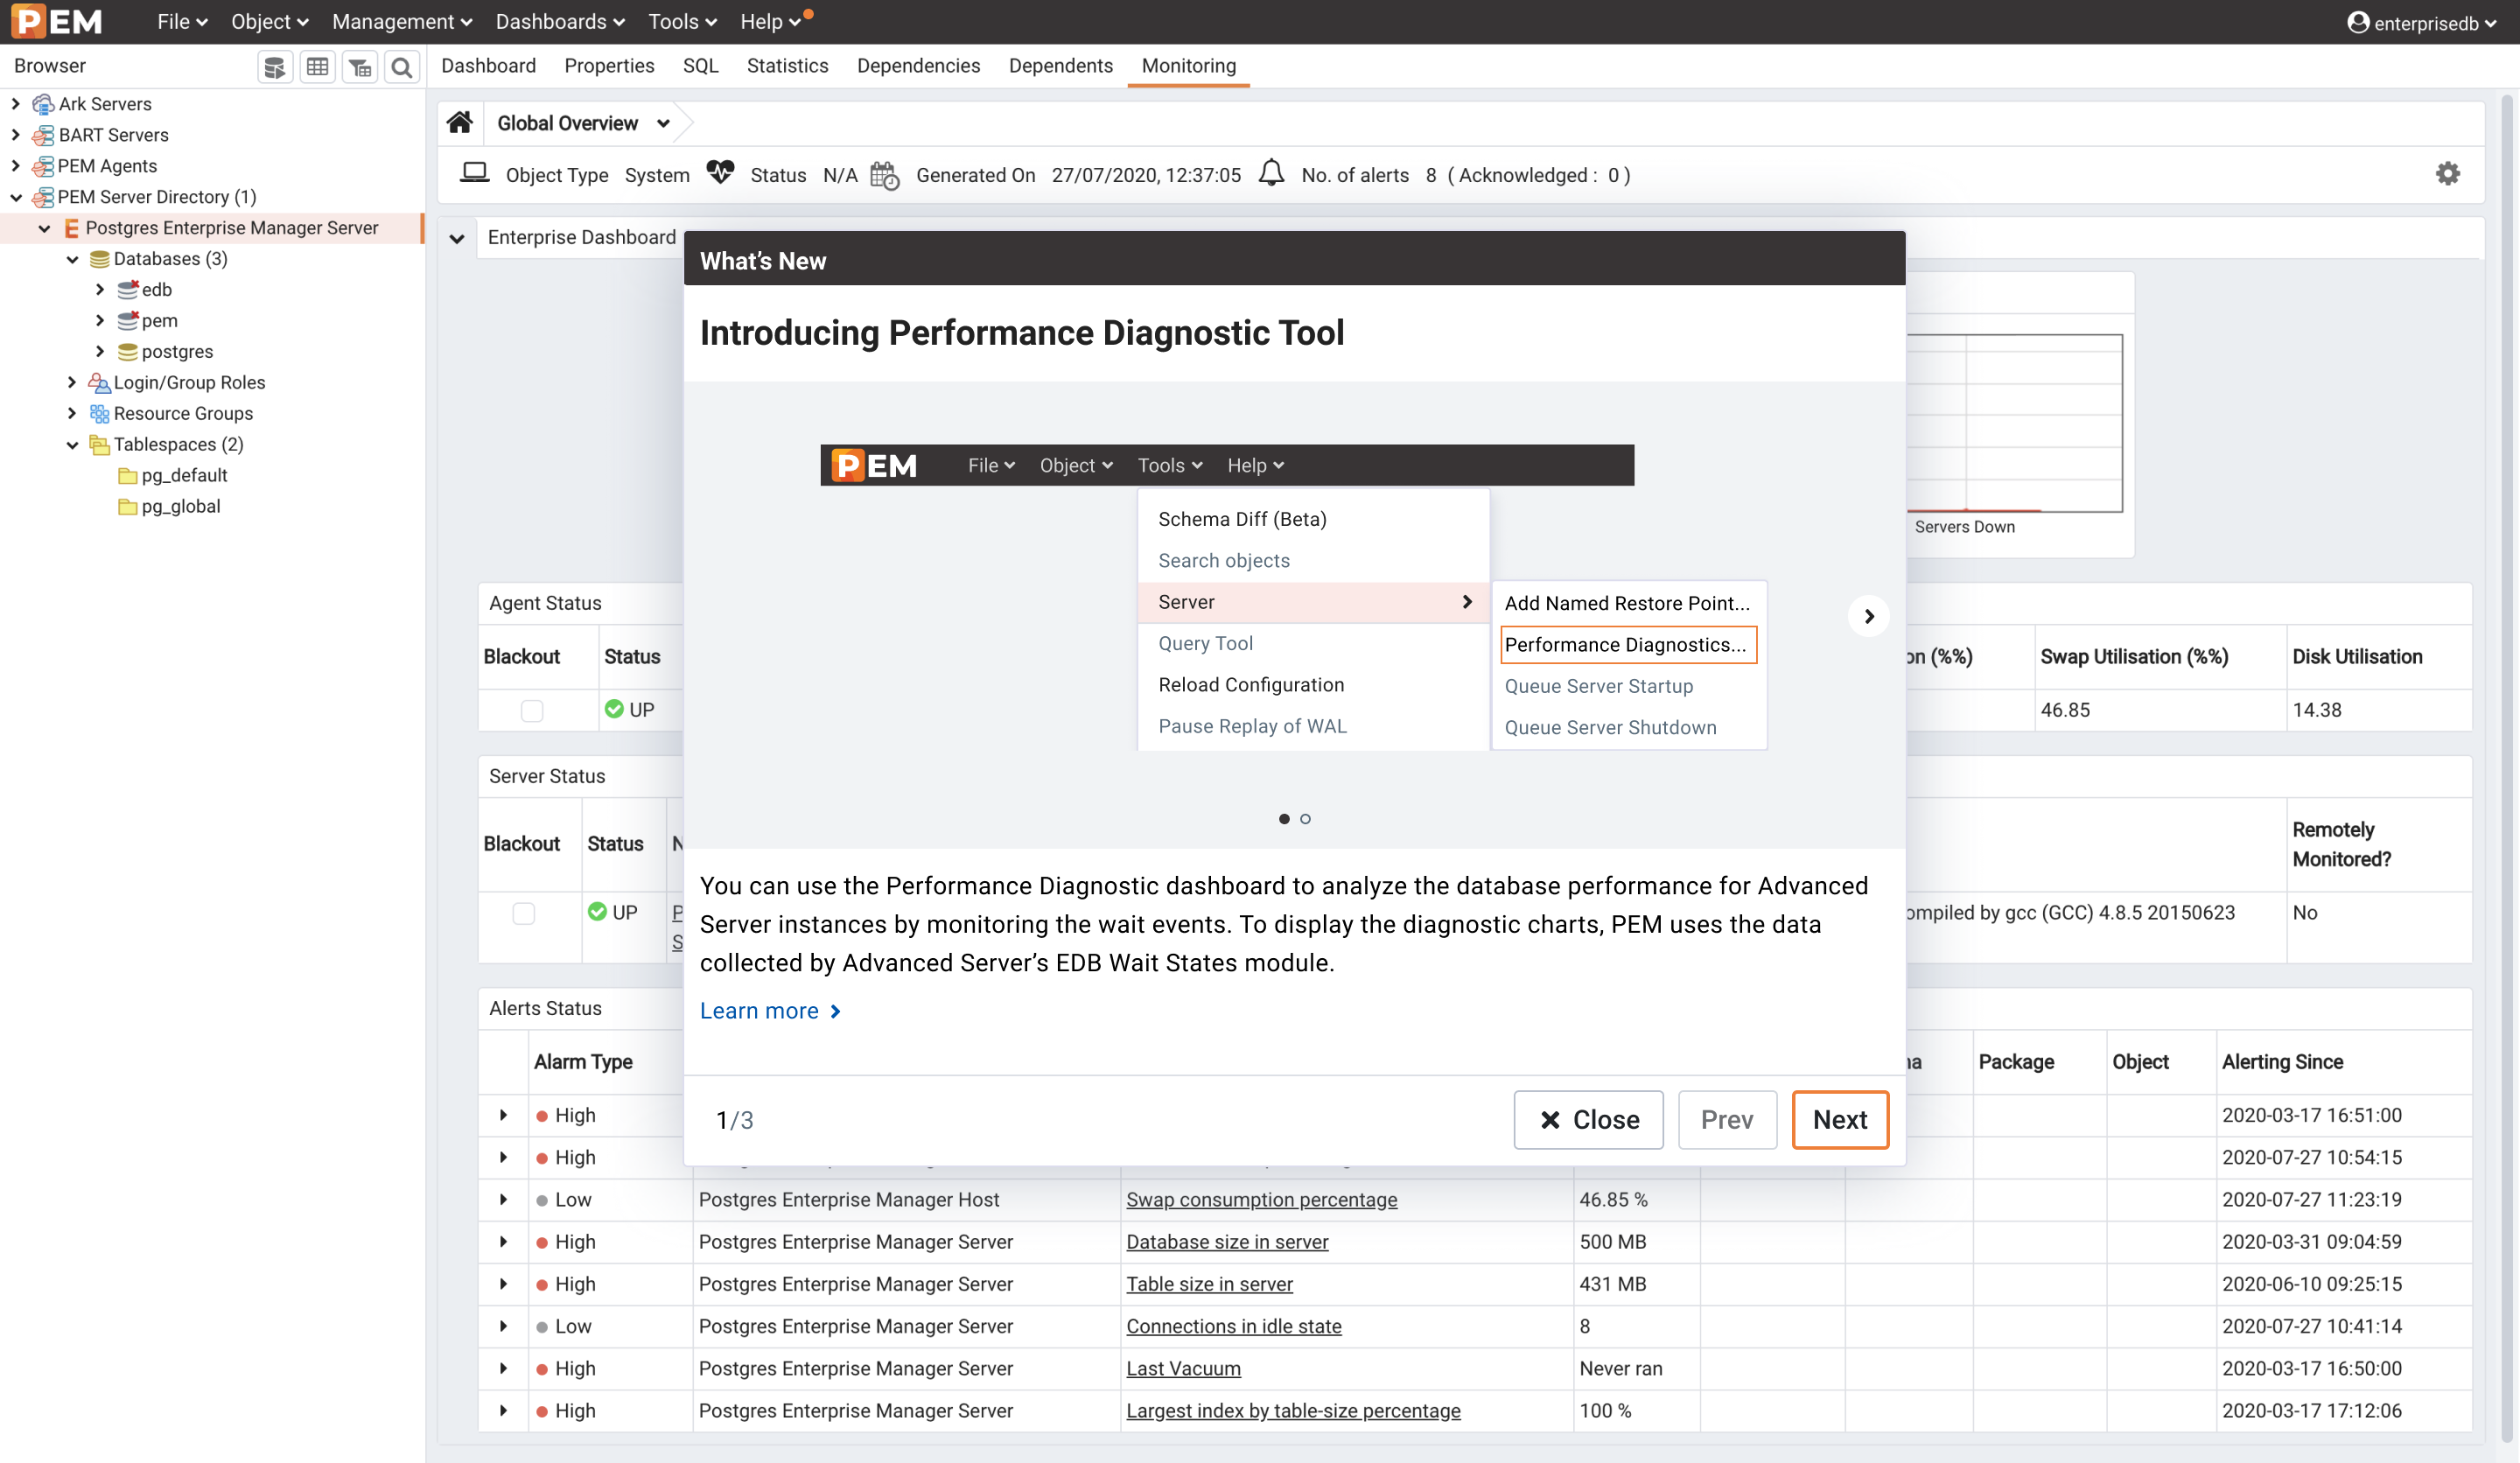 PEM File Object Management Dashboards Tools Help enterprisedb
Browser Dashboard Properties SQL Statistics Dependencies Dependents Monitoring
Ark Servers
BART Servers
PEM Agents
PEM Server Directory (1)
Postgres Enterprise Manager Server
Databases (3)
edb
pem
postgres
Login/Group Roles
Resource Groups
Tablespaces (2)
pg_default
pg_global
Global Overview
Object Type System Status N/A Generated On 27/07/2020, 12:37:05 No. of alerts 8 ( Acknowledged : 0 )
Enterprise Dashboard
Servers Down
Agent Status
Blackout Status on (%%) Swap Utilisation (%%) Disk Utilisation
UP 46.85 14.38
Server Status
Blackout Status N Remotely
Monitored?
UP P ompiled by gcc (GCC) 4.8.5 20150623 No
S
Alerts Status
Alarm Type Package Object Alerting Since
High 2020-03-17 16:51:00
High 2020-07-27 10:54:15
Low Postgres Enterprise Manager Host Swap consumption percentage 46.85 % 2020-07-27 11:23:19
High Postgres Enterprise Manager Server Database size in server 500 MB 2020-03-31 09:04:59
High Postgres Enterprise Manager Server Table size in server 431 MB 2020-06-10 09:25:15
Low Postgres Enterprise Manager Server Connections in idle state 8 2020-07-27 10:41:14
High Postgres Enterprise Manager Server Last Vacuum Never ran 2020-03-17 16:50:00
High Postgres Enterprise Manager Server Largest index by table-size percentage 100 % 2020-03-17 17:12:06
What's New
Introducing Performance Diagnostic Tool
PEM File Object Tools Help
Schema Diff (Beta)
Search objects
Server
Query Tool
Reload Configuration
Pause Replay of WAL
Add Named Restore Point...
Performance Diagnostics...
Queue Server Startup
Queue Server Shutdown
You can use the Performance Diagnostic dashboard to analyze the database performance for Advanced
Server instances by monitoring the wait events. To display the diagnostic charts, PEM uses the data
collected by Advanced Server's EDB Wait States module.
Learn more
1/3 Close Prev Next